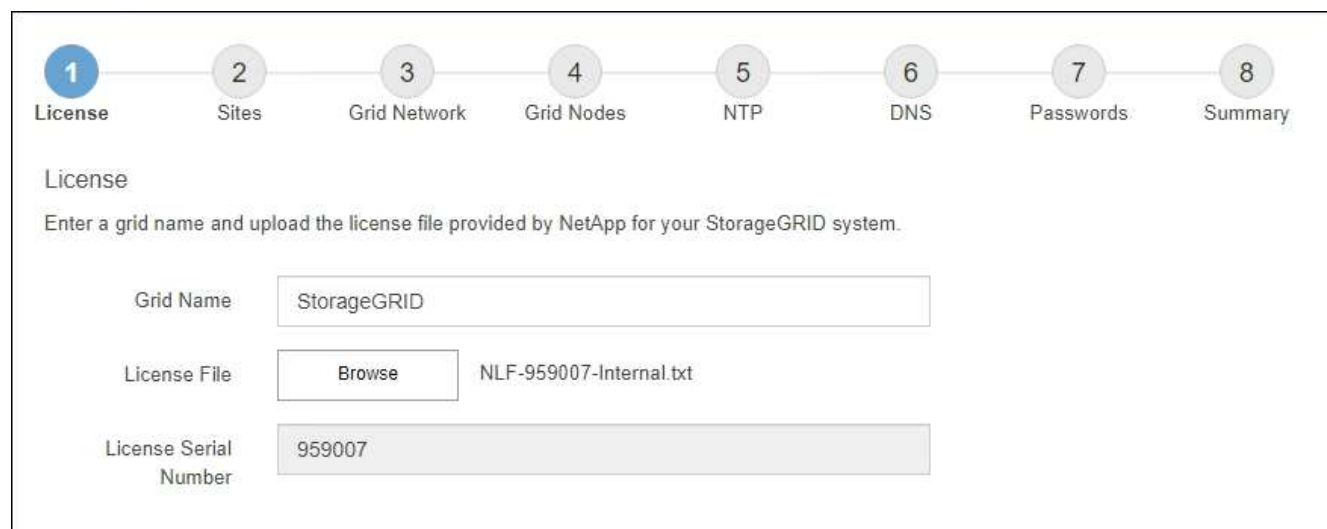 1 2 3 4 5 6 7 8
License Sites Grid Network Grid Nodes NTP DNS Passwords Summary
License
Enter a grid name and upload the license file provided by NetApp for your StorageGRID system.
Grid Name StorageGRID
License File Browse NLF-959007-Internal.txt
License Serial 959007
Number